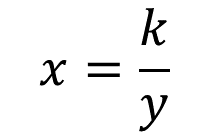 x = k/y